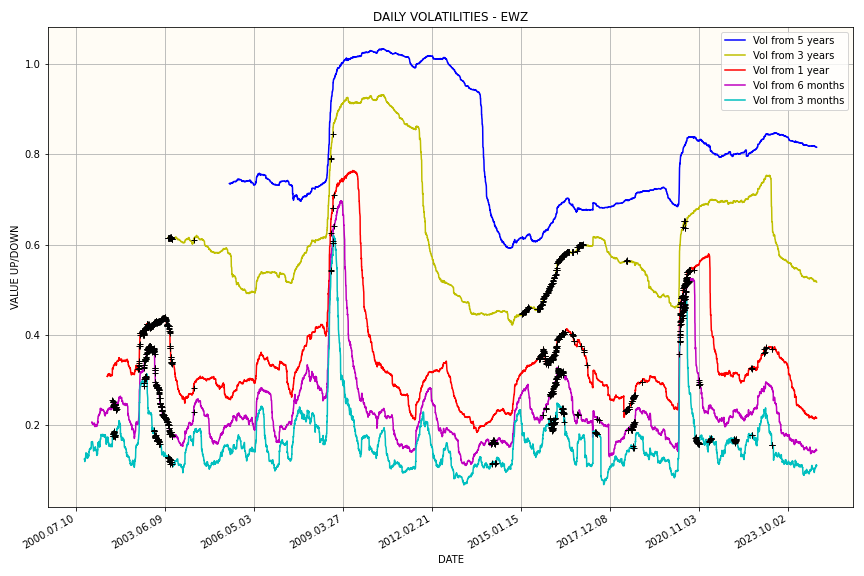 DAILY VOLATILITIES - EWZ
Vol from 5 years
Vol from 3 years
Vol from 1 year
Vol from 6 months
Vol from 3 months
VALUE UP/DOWN
1.0
0.8
0.6
0.4
0.2
2000.07.10
2003.06.09
2006.05.03
2009.03.27
2012.02.21
2015.01.15
2017.12.08
2020.11.03
2023.10.02
DATE